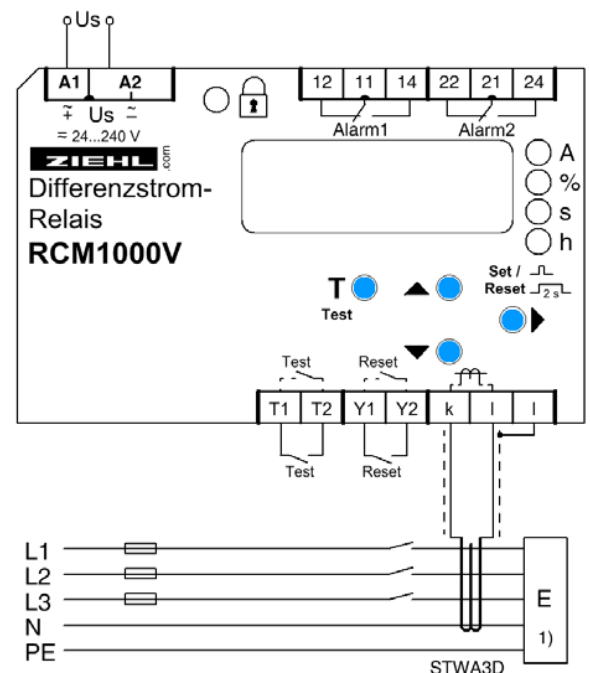 Us
A1 A2
12 11 14 22 21 24
~ + Us ~ −
Alarm1 Alarm2
≂ 24...240 V
ZIEHL .com
A
%
s
h
Differenzstrom-
Relais
RCM1000V
T
Test
Set /
Reset 2 s
Test Reset
T1 T2 Y1 Y2 k l l
Test Reset
L1
L2
L3
N
PE
E
1)
STWA3D